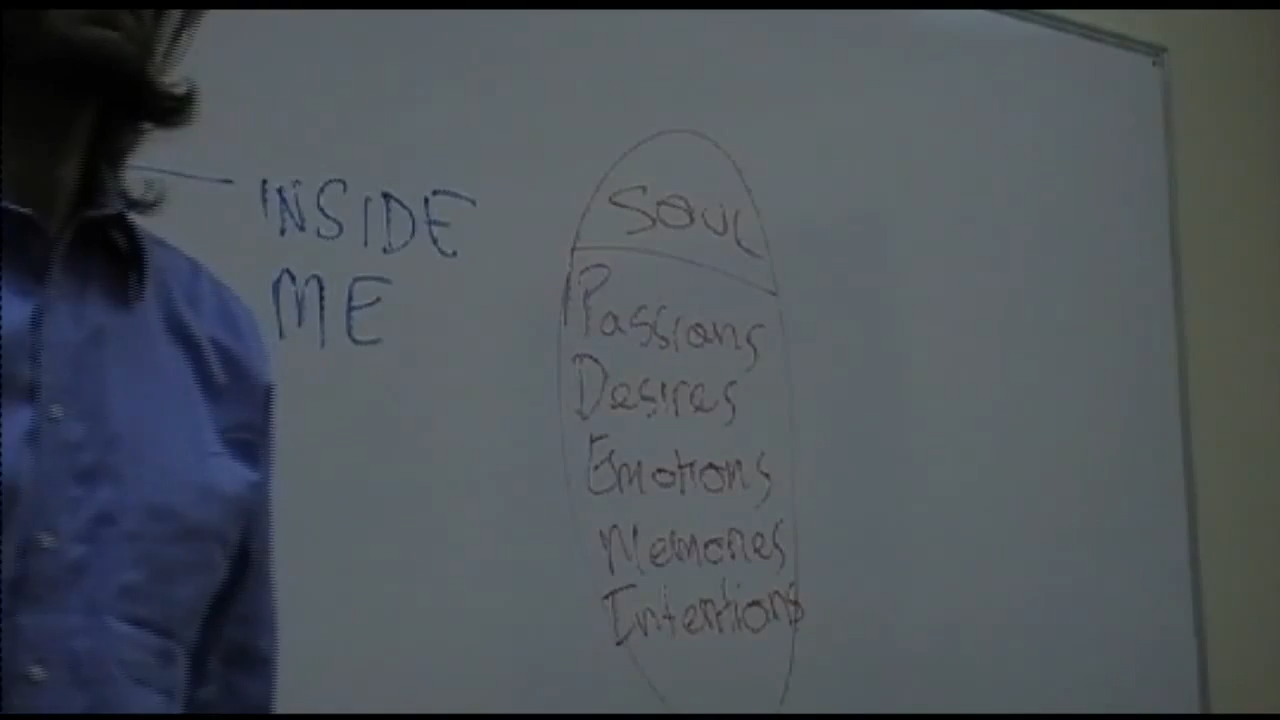 INSIDE
ME
SOUL
Passions
Desires
Emotions
Memories
Intentions